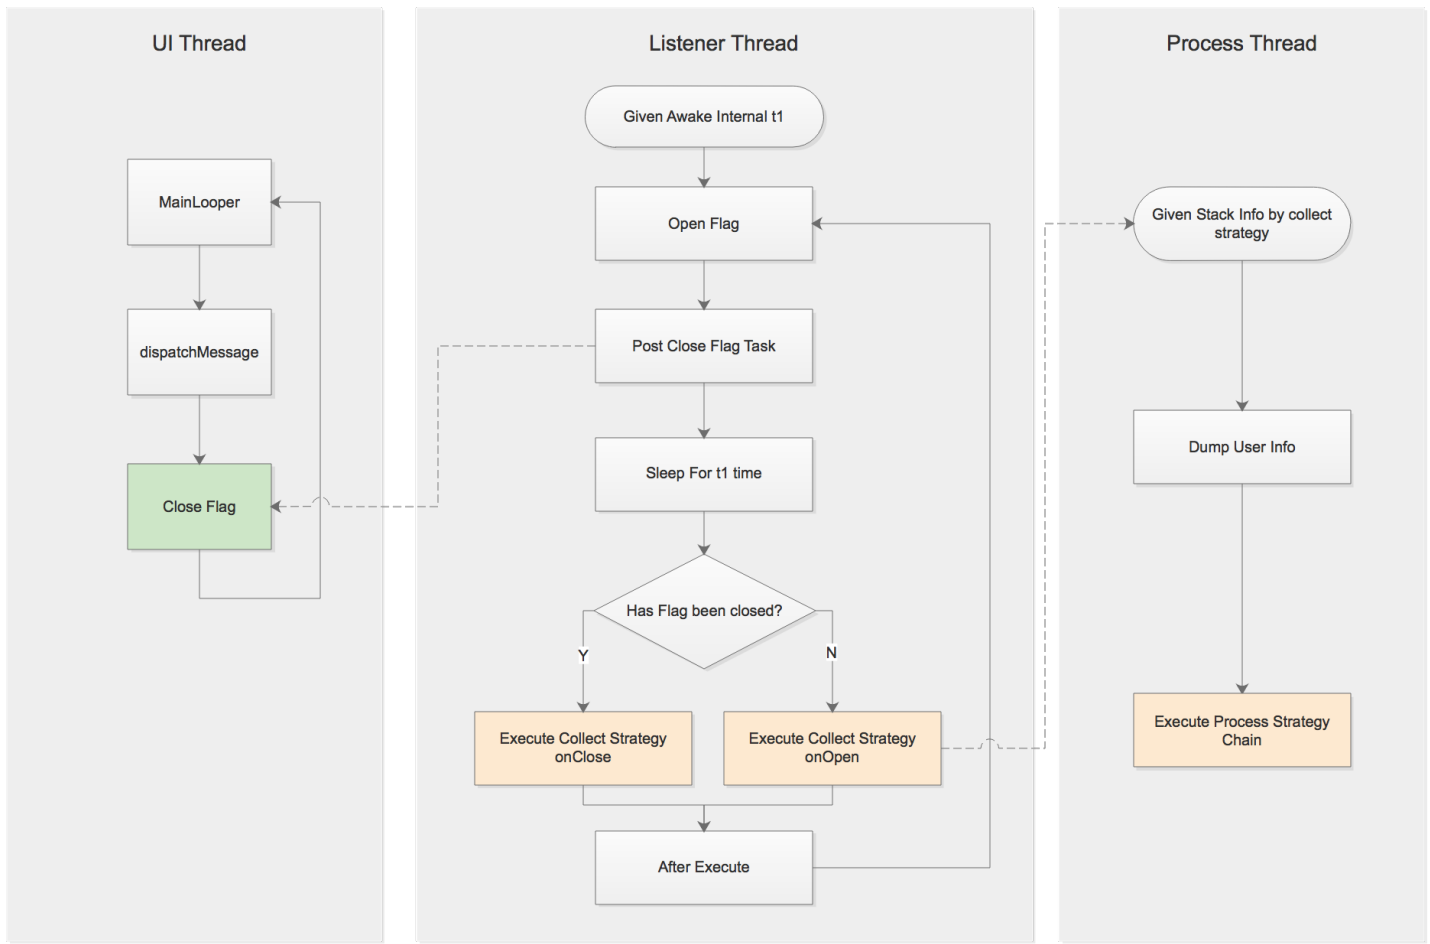 UI Thread
MainLooper
dispatchMessage
Close Flag
Listener Thread
Given Awake Internal t1
Open Flag
Post Close Flag Task
Sleep For t1 time
Has Flag been closed?
Y
N
Execute Collect Strategy
onClose
Execute Collect Strategy
onOpen
After Execute
Process Thread
Given Stack Info by collect
strategy
Dump User Info
Execute Process Strategy
Chain